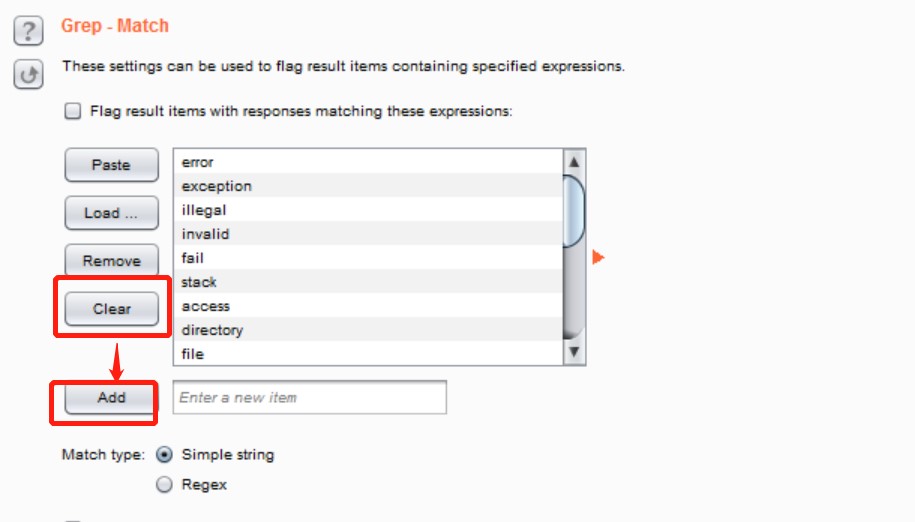 ?
Grep - Match
These settings can be used to flag result items containing specified expressions.
Flag result items with responses matching these expressions:
Paste
Load ...
Remove
Clear
error
exception
illegal
invalid
fail
stack
access
directory
file
Add
Enter a new item
Match type:
Simple string
Regex